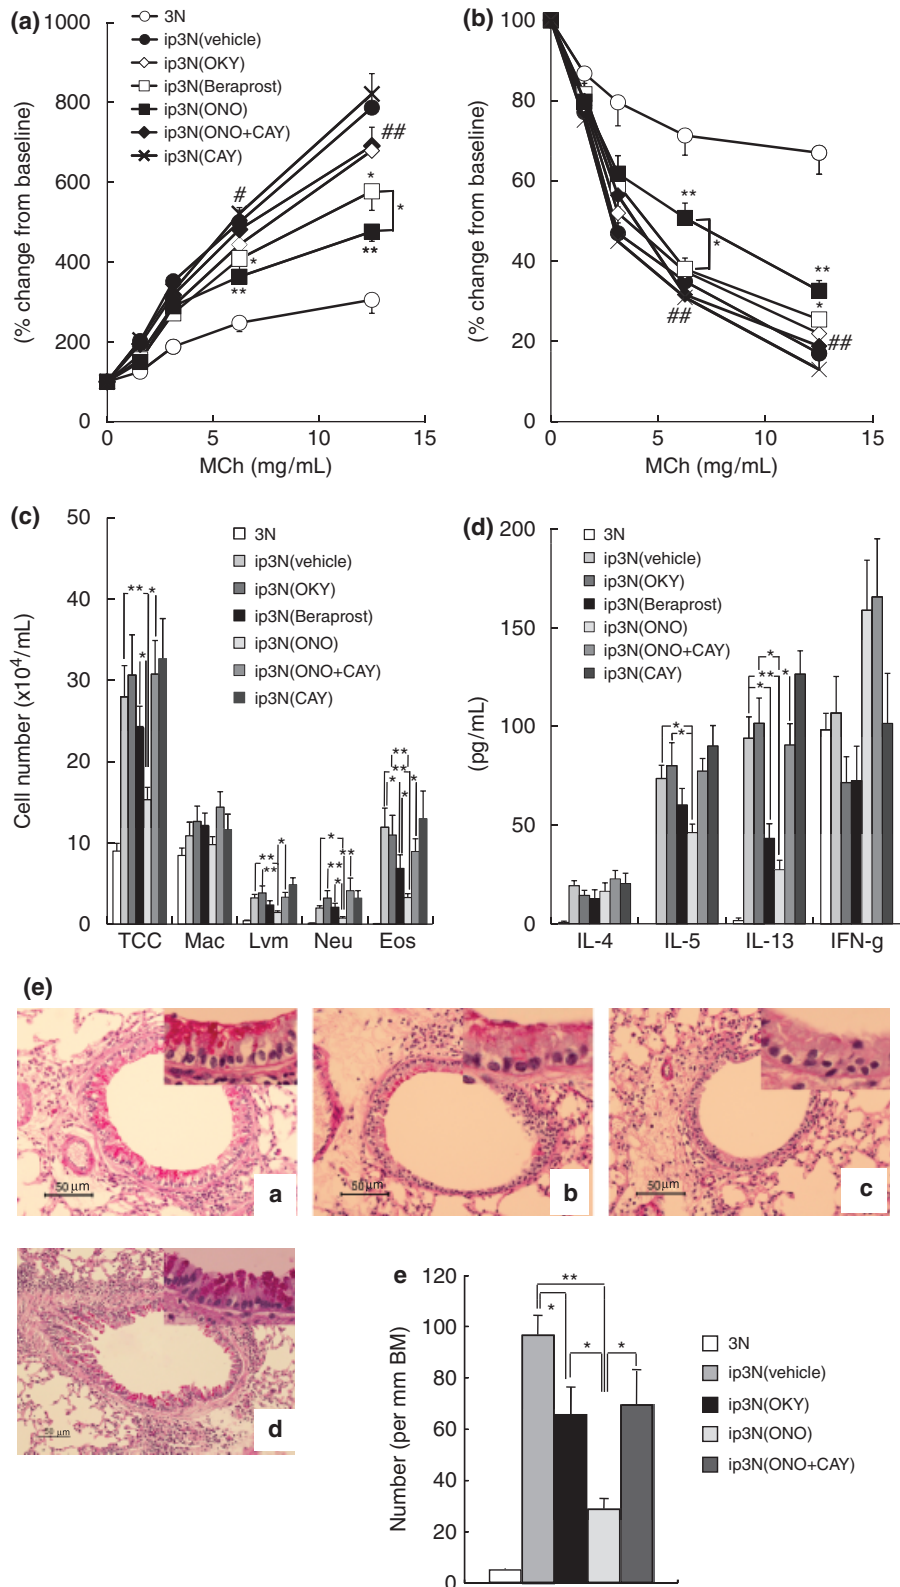 (a)
1000
800
600
400
200
0
(% change from baseline)
3N
ip3N(vehicle)
ip3N(OKY)
ip3N(Beraprost)
ip3N(ONO)
ip3N(ONO+CAY)
ip3N(CAY)
#
##
*
*
*
**
**
0 5 10 15
MCh (mg/mL)
(b)
100
80
60
40
20
0
(% change from baseline)
**
*
**
*
##
##
0 5 10 15
MCh (mg/mL)
(c)
50
40
30
20
10
0
Cell number (x10⁴/mL)
3N
ip3N(vehicle)
ip3N(OKY)
ip3N(Beraprost)
ip3N(ONO)
ip3N(ONO+CAY)
ip3N(CAY)
** *
*
** *
**
* **
**
*
**
**
* *
*
TCC Mac Lvm Neu Eos
(d)
200
150
100
50
0
(pg/mL)
3N
ip3N(vehicle)
ip3N(OKY)
ip3N(Beraprost)
ip3N(ONO)
ip3N(ONO+CAY)
ip3N(CAY)
*
*
*
** *
*
IL-4 IL-5 IL-13 IFN-g
(e)
50 μm
a
50 μm
b
50 μm
c
50 μm
d
e
120
100
80
60
40
20
0
Number (per mm BM)
**
*
* *
3N
ip3N(vehicle)
ip3N(OKY)
ip3N(ONO)
ip3N(ONO+CAY)